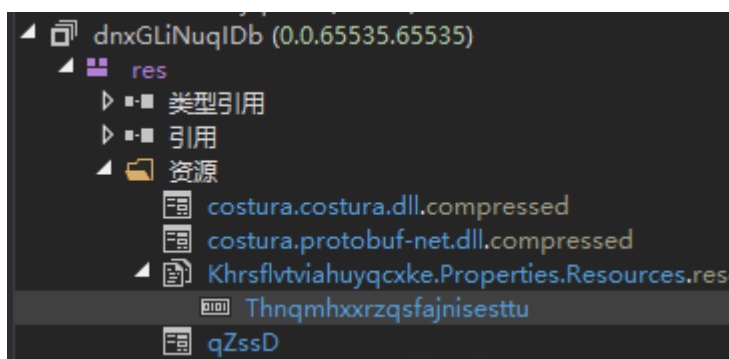 dnxGLiNuqIDb (0.0.65535.65535)
res
类型引用
引用
资源
costura.costura.dll.compressed
costura.protobuf-net.dll.compressed
Khrsflvtviahuyqcxke.Properties.Resources.res
Thnqmhxxrzqsfajnisesttu
qZssD